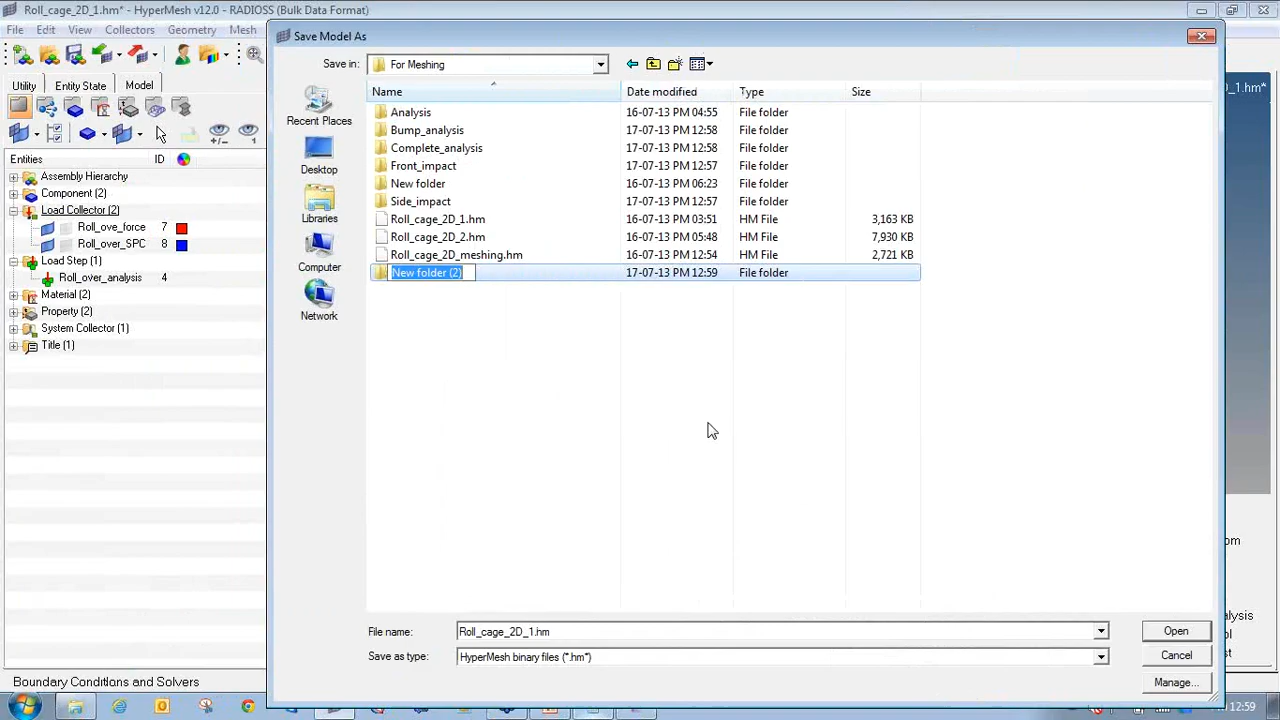 Roll_cage_2D_1.hm* - HyperMesh v12.0 - RADIOSS (Bulk Data Format)
File Edit View Collectors Geometry Mesh
Save Model As
Save in: For Meshing
Utility Entity State Model
_1.hm*
Name Date modified Type Size
Recent Places
Desktop
Libraries
Computer
Network
Analysis 16-07-13 PM 04:55 File folder
Bump_analysis 17-07-13 PM 12:58 File folder
Complete_analysis 17-07-13 PM 12:58 File folder
Front_impact 17-07-13 PM 12:57 File folder
New folder 16-07-13 PM 06:23 File folder
Side_impact 17-07-13 PM 12:57 File folder
Roll_cage_2D_1.hm 16-07-13 PM 03:51 HM File 3,163 KB
Roll_cage_2D_2.hm 16-07-13 PM 05:48 HM File 7,930 KB
Roll_cage_2D_meshing.hm 16-07-13 PM 12:54 HM File 2,721 KB
New folder (2) 17-07-13 PM 12:59 File folder
Entities ID
Assembly Hierarchy
Component (2)
Load Collector (2)
Roll_ove_force 7
Roll_over_SPC 8
Load Step (1)
Roll_over_analysis 4
Material (2)
Property (2)
System Collector (1)
Title (1)
File name: Roll_cage_2D_1.hm Open
Save as type: HyperMesh binary files (*.hm*) Cancel
Manage...
Boundary Conditions and Solvers
12:59